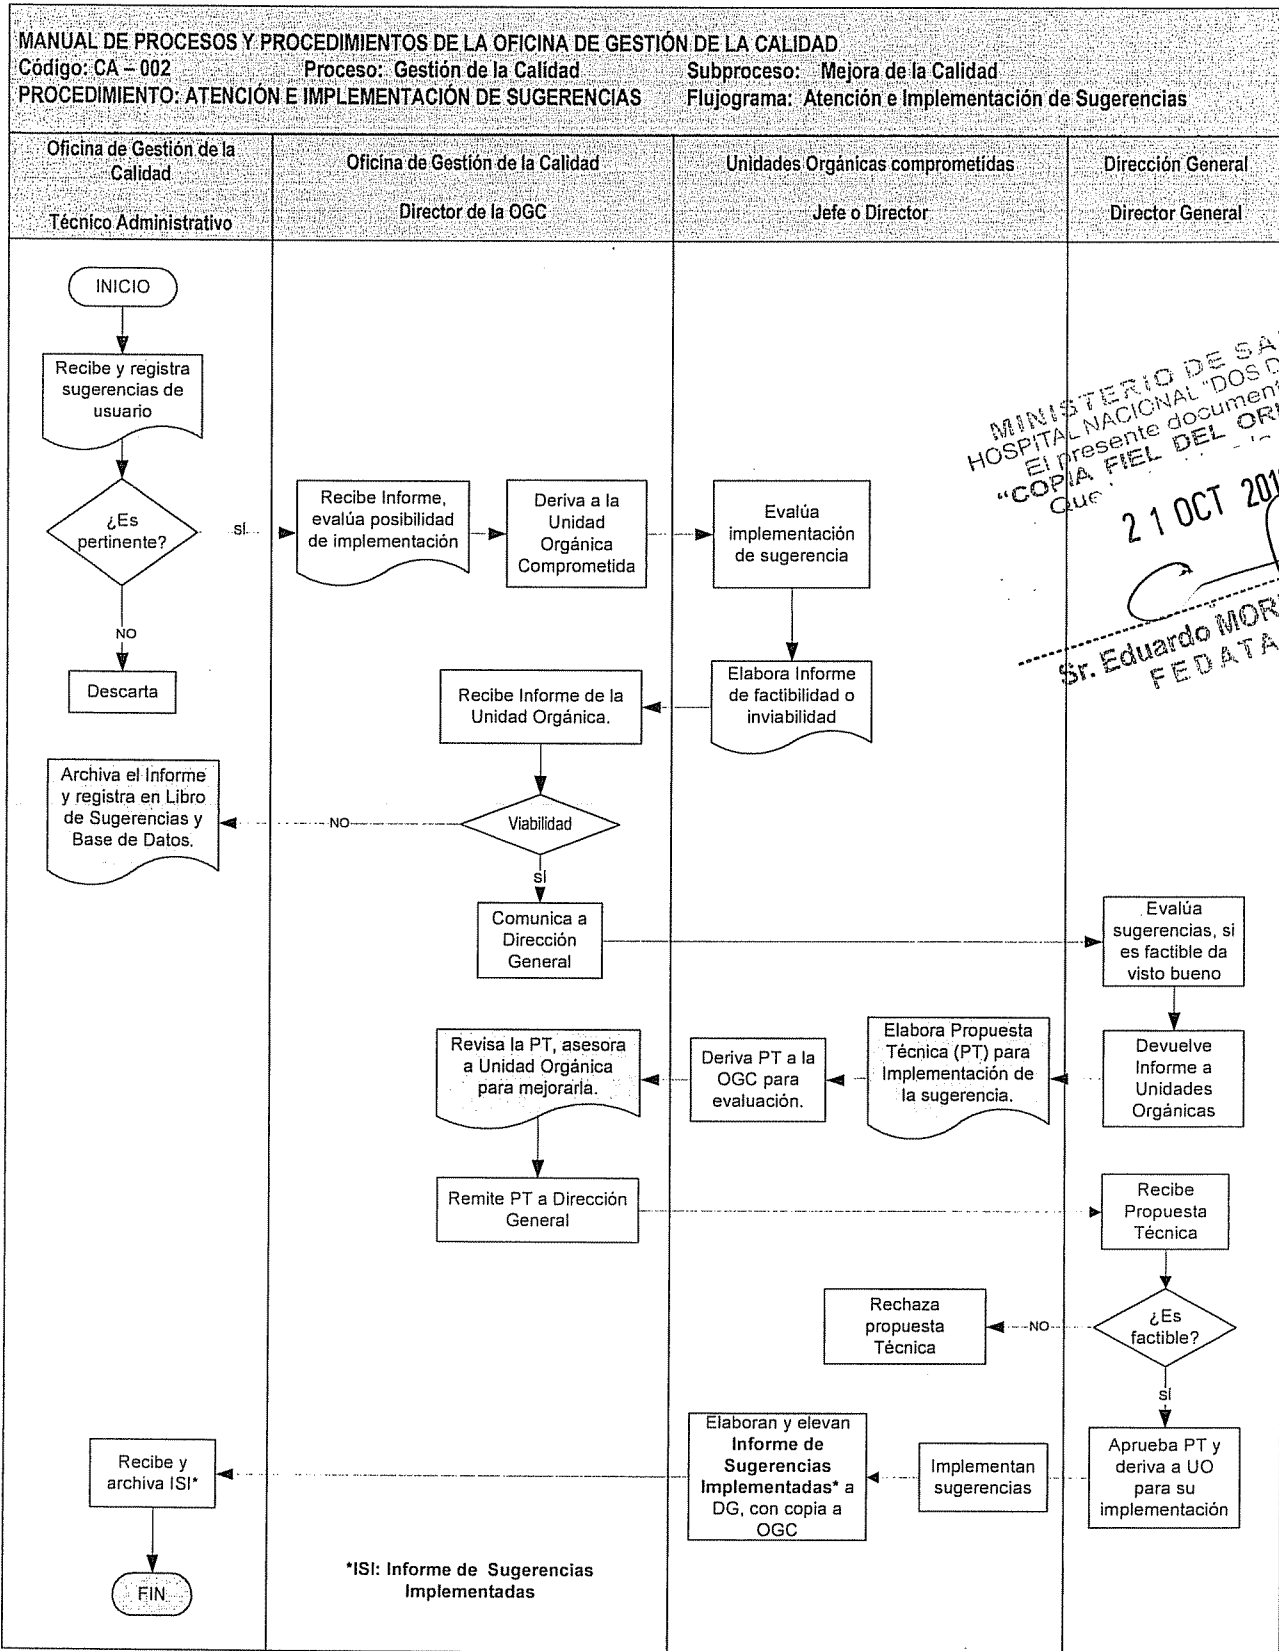 MANUAL DE PROCESOS Y PROCEDIMIENTOS DE LA OFICINA DE GESTIÓN DE LA CALIDAD
Código: CA – 002 Proceso: Gestión de la Calidad Subproceso: Mejora de la Calidad
PROCEDIMIENTO: ATENCIÓN E IMPLEMENTACIÓN DE SUGERENCIAS Flujograma: Atención e Implementación de Sugerencias
Oficina de Gestión de la
Calidad
Técnico Administrativo
Oficina de Gestión de la Calidad
Director de la OGC
Unidades Orgánicas comprometidas
Jefe o Director
Dirección General
Director General
INICIO
Recibe y registra
sugerencias de
usuario
¿Es
pertinente?
SÍ
NO
Descarta
Recibe Informe,
evalúa posibilidad
de implementación
Deriva a la
Unidad
Orgánica
Comprometida
Evalúa
implementación
de sugerencia
MINISTERIO DE SA
HOSPITAL NACIONAL "DOS D
El presente document
"COPIA FIEL DEL ORI
Que
21 OCT 201
Sr. Eduardo MOR
FEDATA
Elabora Informe
de factibilidad o
inviabilidad
Recibe Informe de la
Unidad Orgánica.
Viabilidad
NO
Archiva el Informe
y registra en Libro
de Sugerencias y
Base de Datos.
SÍ
Comunica a
Dirección
General
Evalúa
sugerencias, si
es factible da
visto bueno
Devuelve
Informe a
Unidades
Orgánicas
Elabora Propuesta
Técnica (PT) para
Implementación de
la sugerencia.
Deriva PT a la
OGC para
evaluación.
Revisa la PT, asesora
a Unidad Orgánica
para mejorarla.
Remite PT a Dirección
General
Recibe
Propuesta
Técnica
¿Es
factible?
NO
Rechaza
propuesta
Técnica
SÍ
Aprueba PT y
deriva a UO
para su
implementación
Implementan
sugerencias
Elaboran y elevan
Informe de
Sugerencias
Implementadas* a
DG, con copia a
OGC
Recibe y
archiva ISI*
FIN
*ISI: Informe de Sugerencias
Implementadas